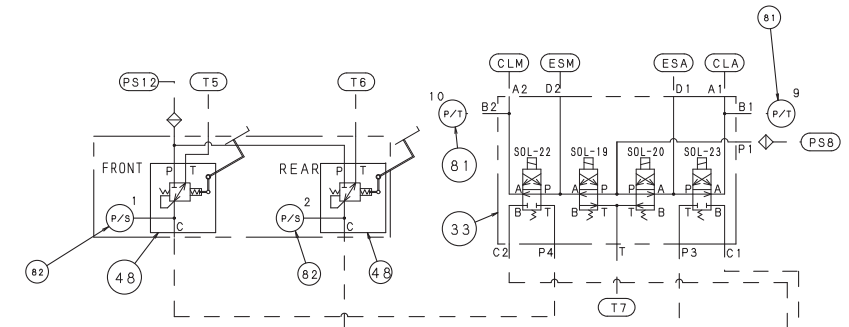 81
CLM ESM ESA CLA
PS12 T5 T6
A2 D2 D1 A1
10 9
P/T B2 B1 P/T
81
P1 PS8
SOL-22 SOL-19 SOL-20 SOL-23
FRONT P T REAR P T
A P A P P A P A
B T B T T B T B
1 2
P/S C P/S C
33
82 48 82 48
C2 P4 T P3 C1
T7